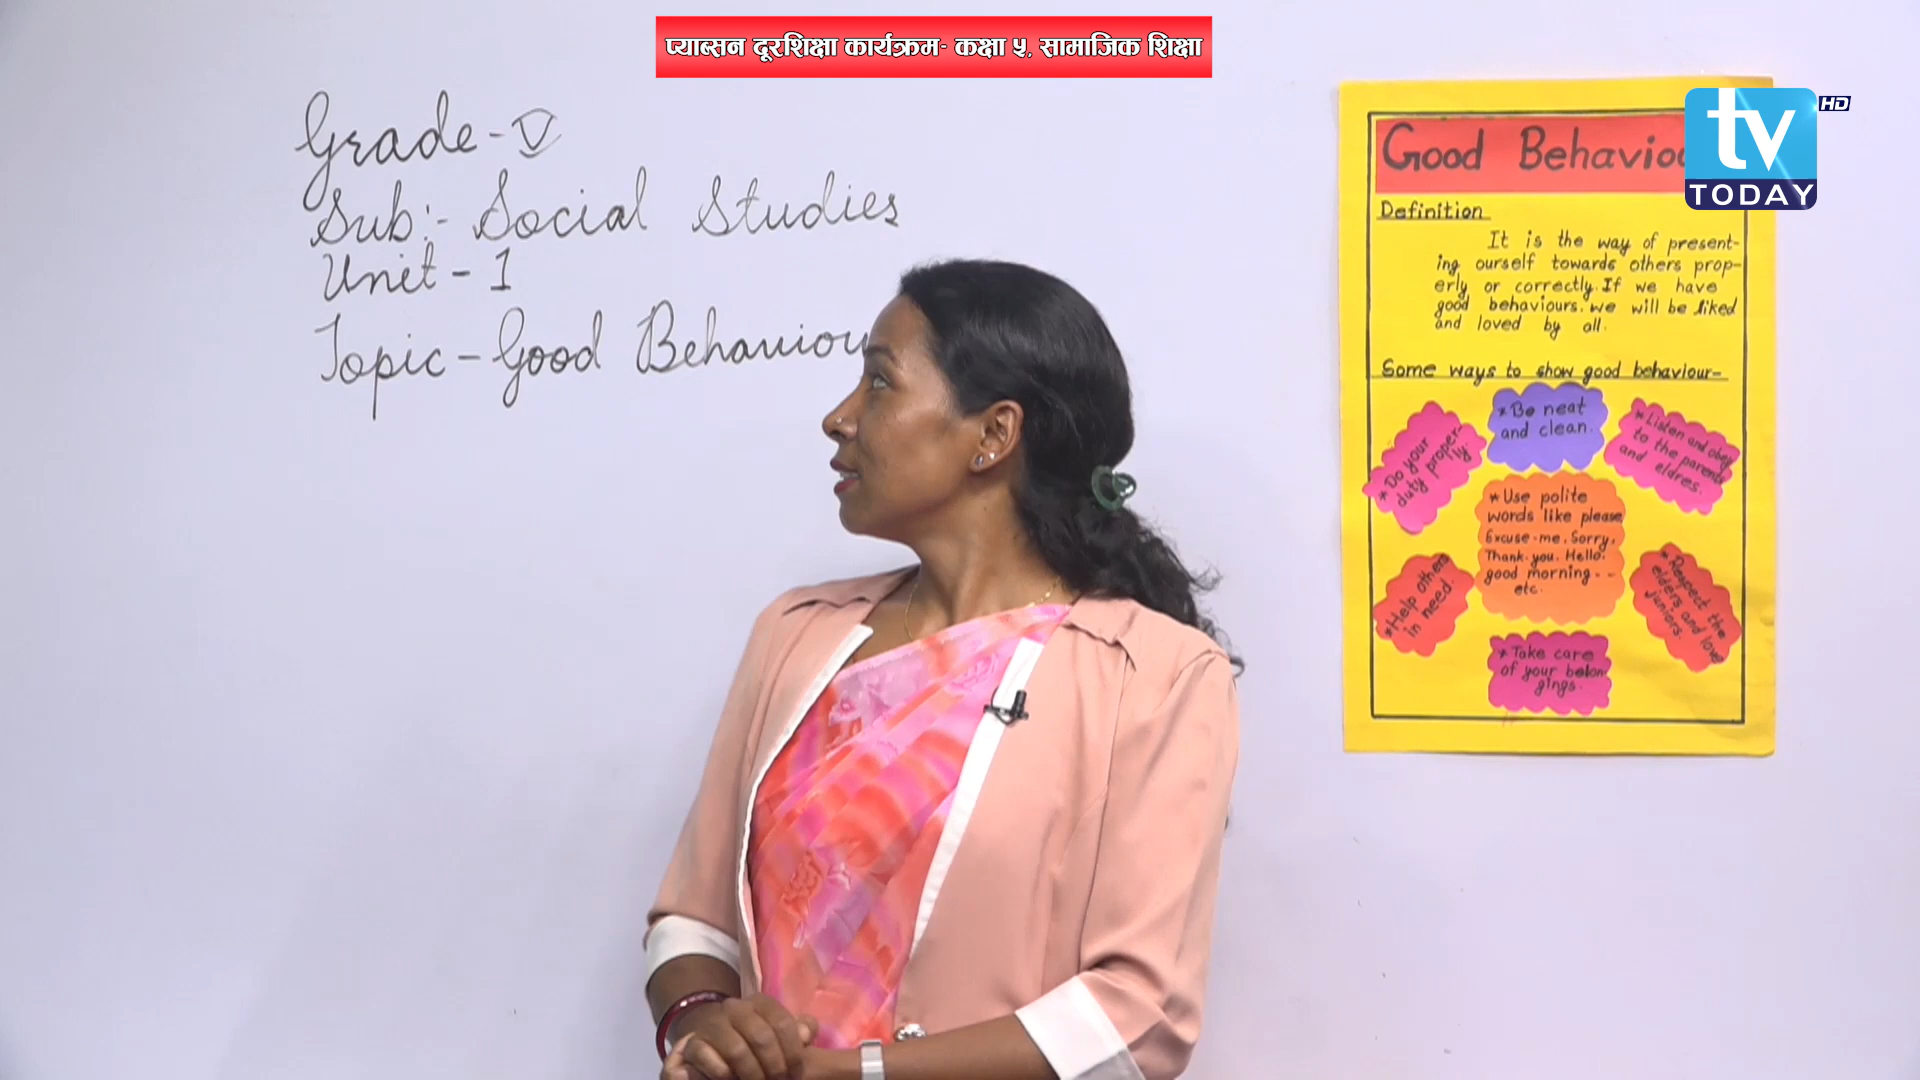 प्याब्सन दूरशिक्षा कार्यक्रम- कक्षा ५, सामाजिक शिक्षा
Grade - V
Sub:- Social Studies
Unit - 1
Topic - Good Behaviou
Good Behaviou
tv
TODAY
HD
Definition
It is the way of present-
ing ourself towards others prop-
erly or correctly. If we have
good behaviours. we will be liked
and loved by all.
Some ways to show good behaviour-
* Do your
duty proper-
ly.
* Be neat
and clean.
* Listen and obey
to the parents
and eldres.
* Use polite
words like please,
Excuse-me. Sorry,
Thank you. Hello.
good morning - -
etc.
* Help others
in need.
* Respect the
elders and love
juniors.
* Take care
of your belon
gings.